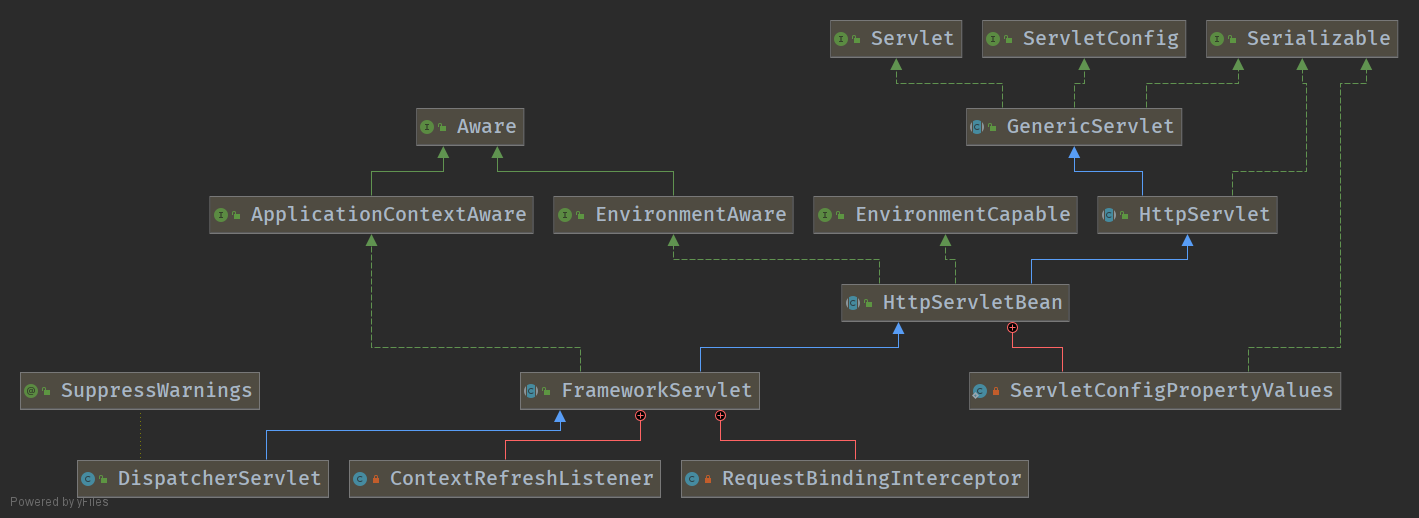 Servlet
ServletConfig
Serializable
Aware
GenericServlet
ApplicationContextAware
EnvironmentAware
EnvironmentCapable
HttpServlet
HttpServletBean
SuppressWarnings
FrameworkServlet
ServletConfigPropertyValues
DispatcherServlet
ContextRefreshListener
RequestBindingInterceptor
Powered by yFiles